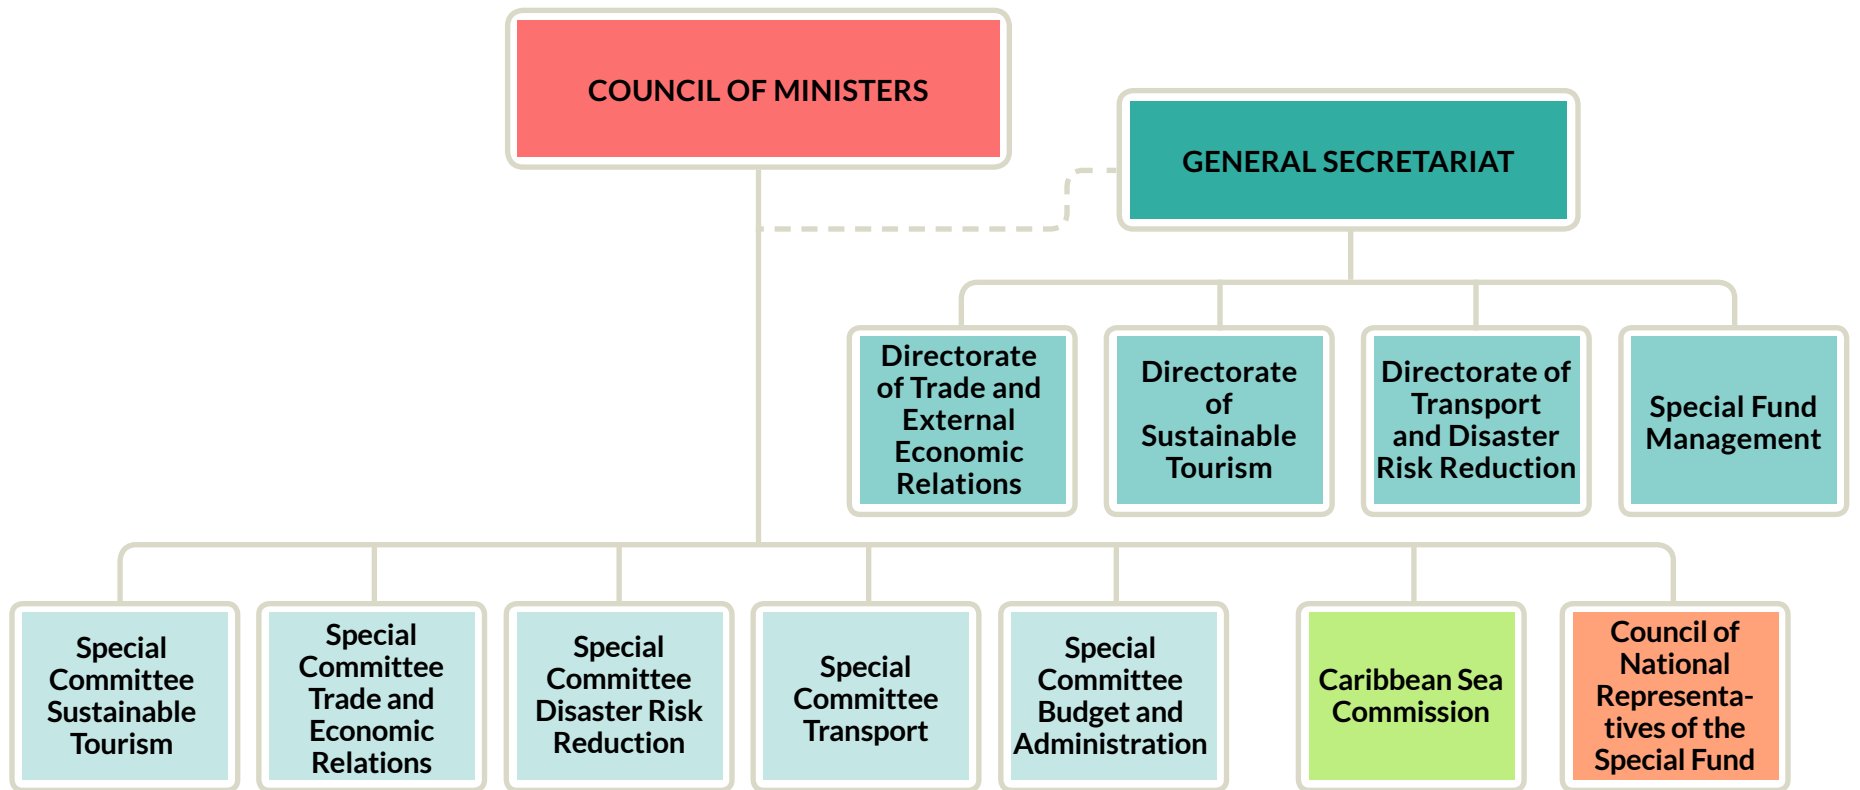 COUNCIL OF MINISTERS
GENERAL SECRETARIAT
Directorate
of Trade and
External
Economic
Relations
Directorate
of
Sustainable
Tourism
Directorate of
Transport
and Disaster
Risk Reduction
Special Fund
Management
Special
Committee
Sustainable
Tourism
Special
Committee
Trade and
Economic
Relations
Special
Committee
Disaster Risk
Reduction
Special
Committee
Transport
Special
Committee
Budget and
Administration
Caribbean Sea
Commission
Council of
National
Representa-
tives of the
Special Fund